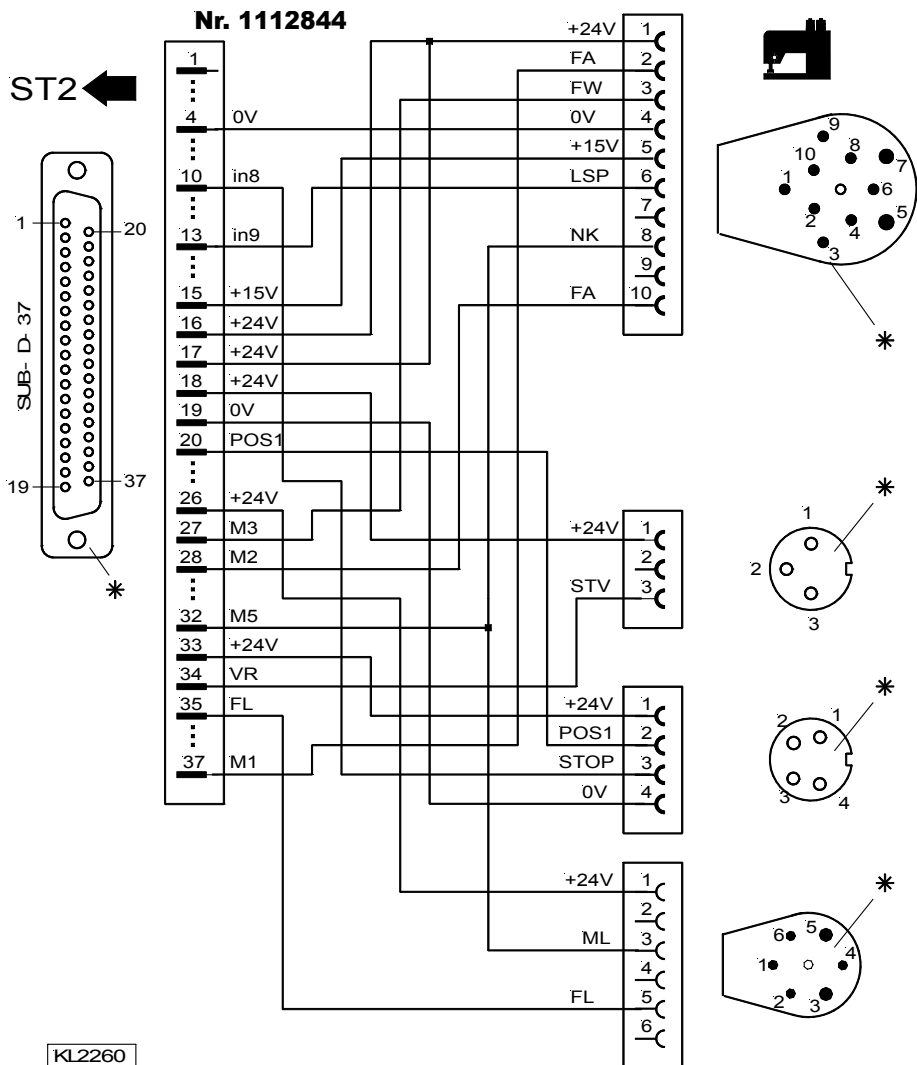 Nr. 1112844
ST2
SUB-D-37
1
20
19
37
1
4 0V
10 in8
13 in9
15 +15V
16 +24V
17 +24V
18 +24V
19 0V
20 POS1
26 +24V
27 M3
28 M2
32 M5
33 +24V
34 VR
35 FL
37 M1
+24V 1
FA 2
FW 3
0V 4
+15V 5
LSP 6
7
NK 8
9
FA 10
9
10
8
7
1
6
2
4
5
3
+24V 1
2
STV 3
1
2
3
+24V 1
POS1 2
STOP 3
0V 4
2
1
3
4
+24V 1
2
ML 3
4
FL 5
6
6
5
1
4
2
3
KL2260